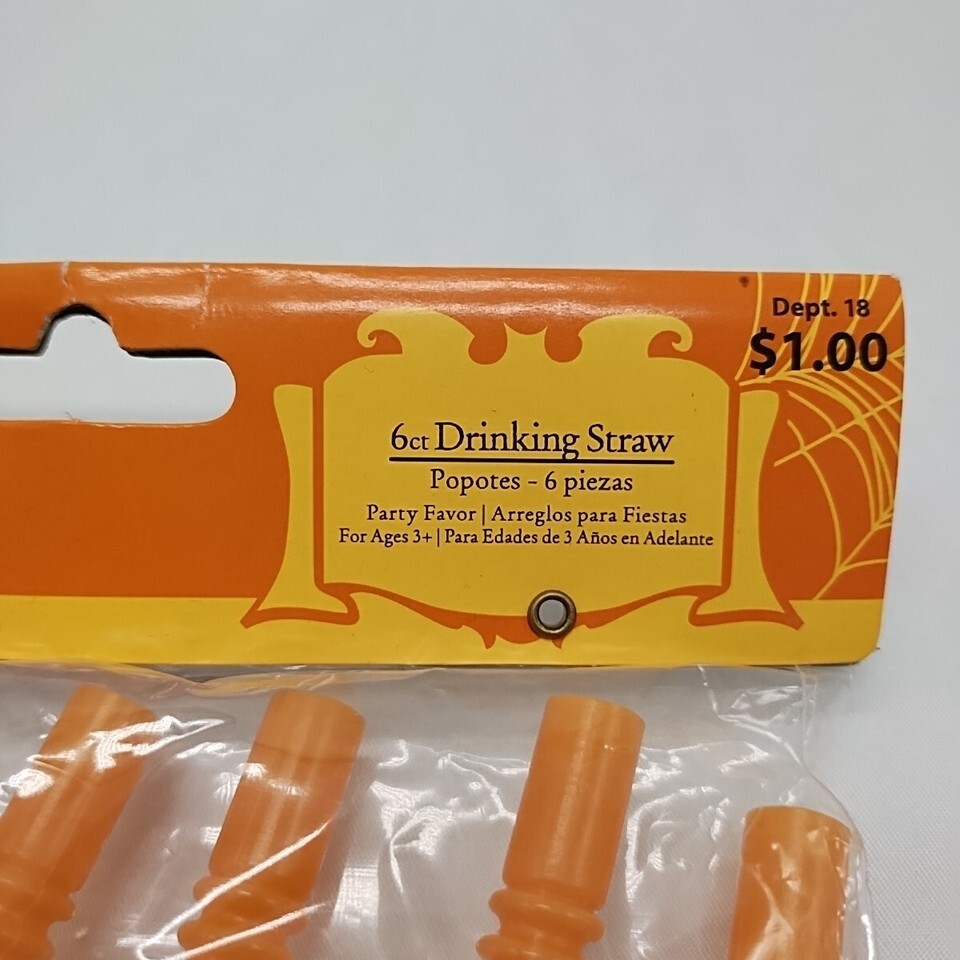 Dept. 18
$1.00
6ct Drinking Straw
Popotes - 6 piezas
Party Favor | Arreglos para Fiestas
For Ages 3+ | Para Edades de 3 Años en Adelante